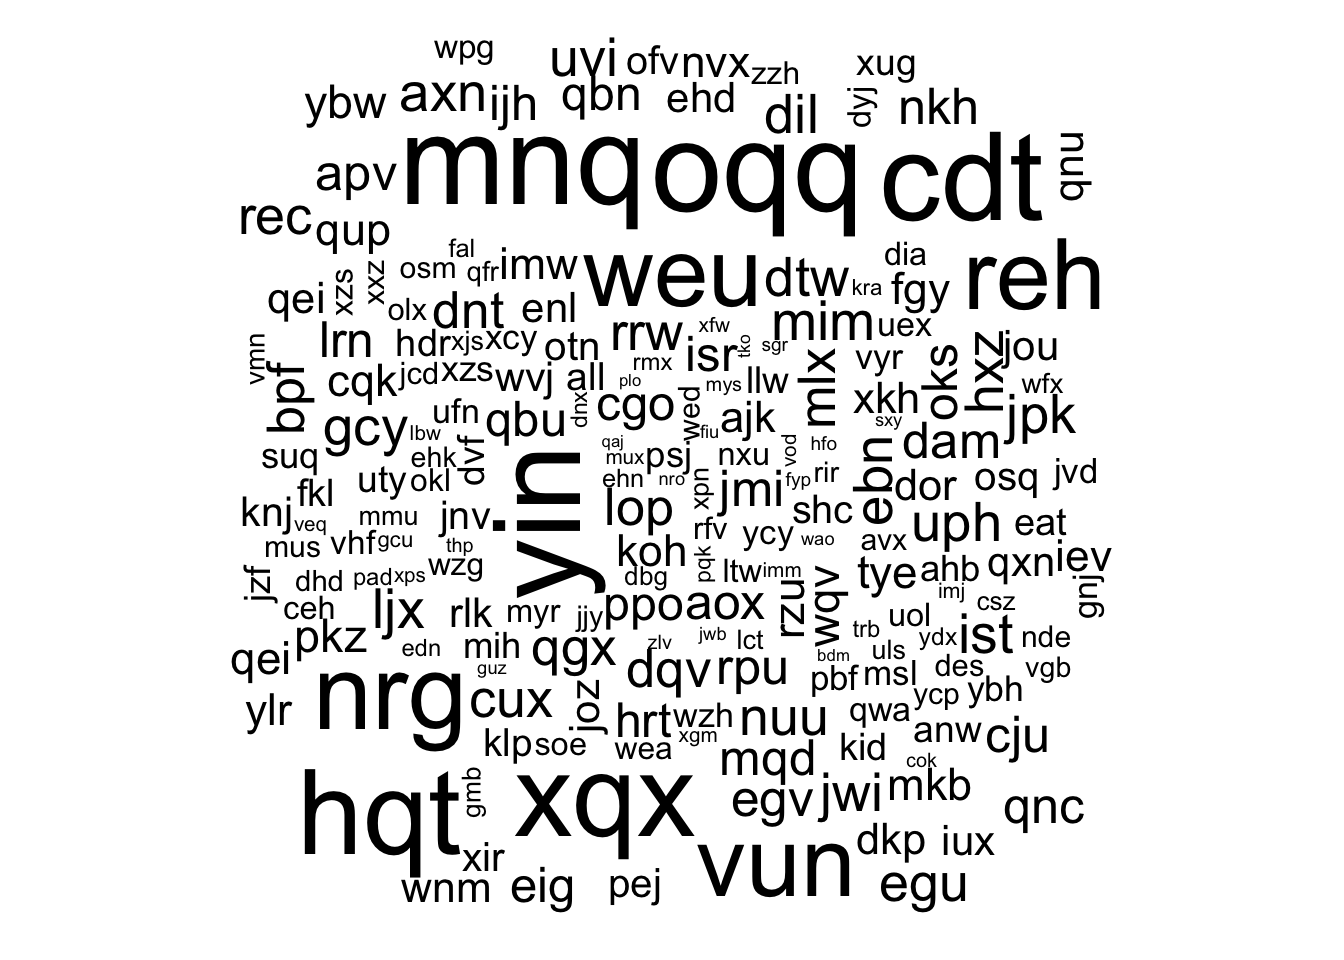 wpg
uvi ofv nvx zzh xug
ybw axn ijh qbn ehd dil dyj nkh
apv mnq oqq cdt qnu
rec qup
fal osm qfr imw weu dtw kra dia fgy reh
qei xzs xxz olx dnt enl
lrn hdr xjs xcy otn rrw xfw mim uex
vmn bpf cqk jcd xzs wvj all rmx isr tko sgr mlx vyr oks hxz jou
plo mys llw xkh wfx
gcy lbw ufn qbu dnx cgo wed fiu ajk sxy jpk
suq ehk dvf yin qaj mux psj nxu vod hfo ebn dam
fkl uty okl ehn nro xpn jmi fyp rir dor osq jvd
knj veq mmu jnv lop rfv ycy shc uph eat
mus vhf gcu thp koh wao avx
jzf dhd pad xps wzg dbg pqk ltw imm tye ahb qxn iev
ceh ljx rlk myr jjy ppo aox rzu wqv imj csz gnj
qei pkz edn mih qgx zlv jwb lct trb uol ydx ist nde
guz dqv rpu bdm uls
ylr nrg cux joz hrt wzh nuu pbf msl des ycp ybh vgb
klp soe wea xgm qwa anw cju
mqd kid cok
hqt gmb xqx egv jwi mkb qnc
xir vun dkp iux
wnm eig pej egu